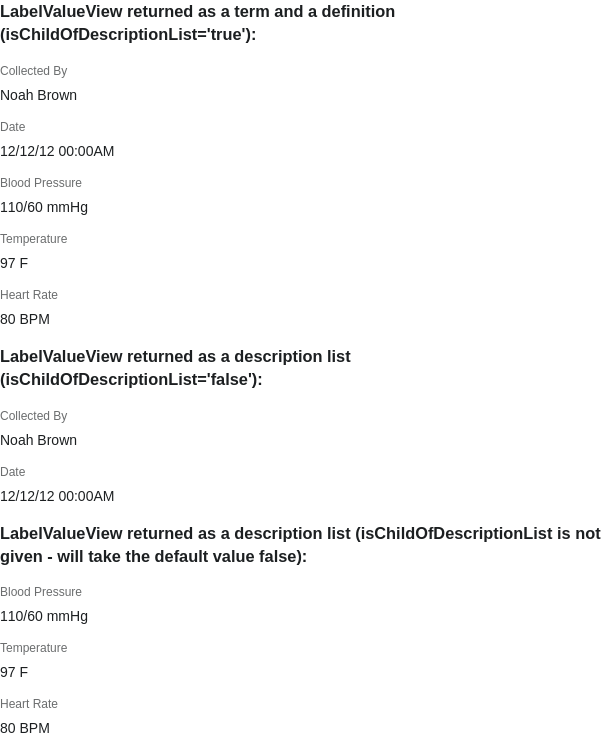 LabelValueView returned as a term and a definition
(isChildOfDescriptionList='true'):
Collected By
Noah Brown
Date
12/12/12 00:00AM
Blood Pressure
110/60 mmHg
Temperature
97 F
Heart Rate
80 BPM
LabelValueView returned as a description list
(isChildOfDescriptionList='false'):
Collected By
Noah Brown
Date
12/12/12 00:00AM
LabelValueView returned as a description list (isChildOfDescriptionList is not
given - will take the default value false):
Blood Pressure
110/60 mmHg
Temperature
97 F
Heart Rate
80 BPM